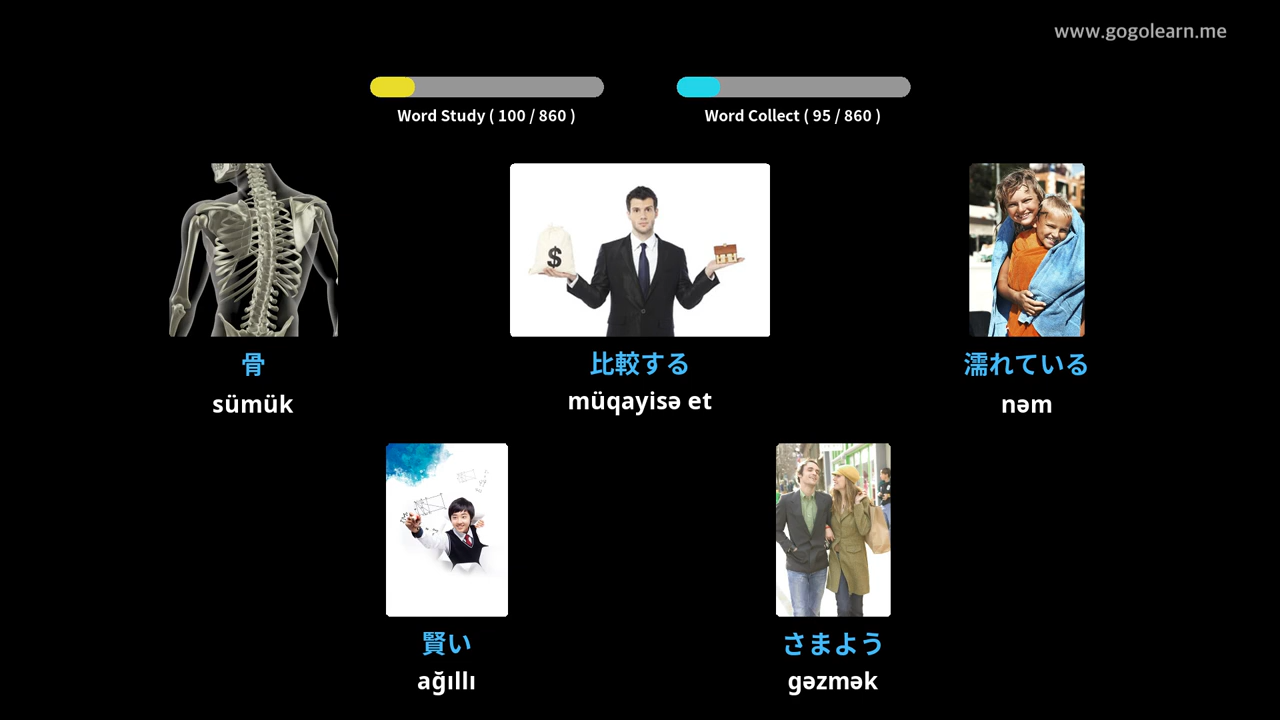 www.gogolearn.me
Word Study ( 100 / 860 )
Word Collect ( 95 / 860 )
骨
sümük
比較する
müqayisə et
濡れている
nəm
賢い
ağıllı
さまよう
gəzmək
$